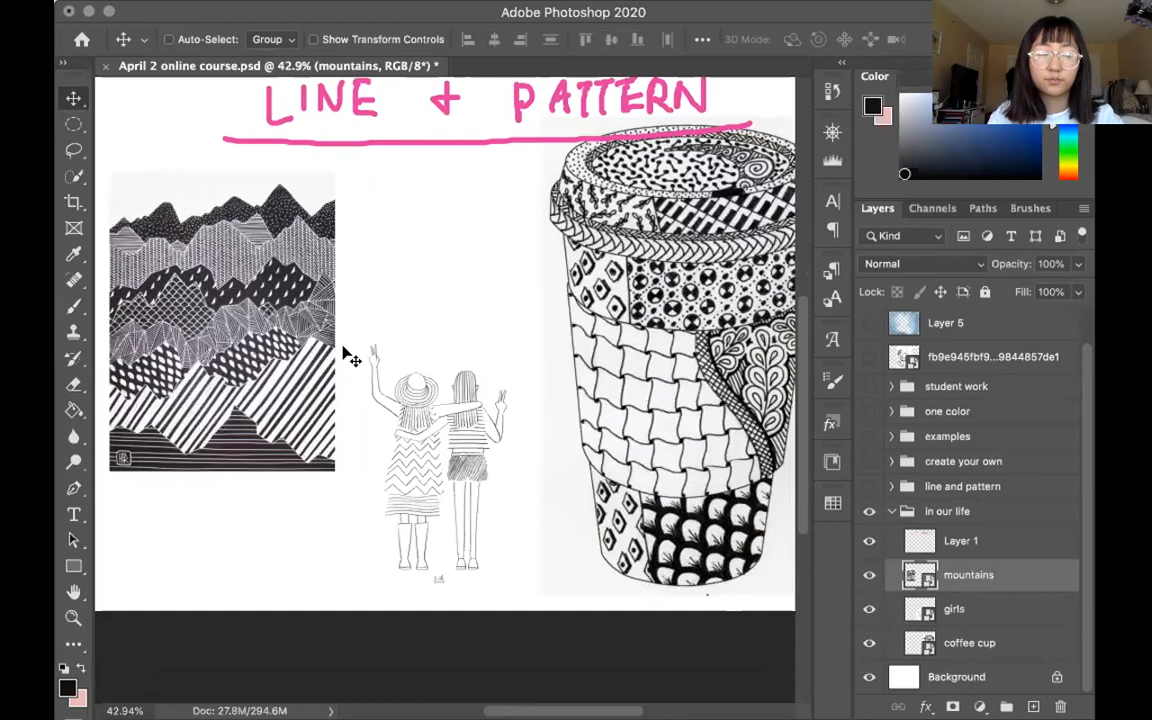 Adobe Photoshop 2020
Auto-Select: Group Show Transform Controls 3D Mode:
April 2 online course.psd @ 42.9% (mountains, RGB/8*) *
LINE + PATTERN
Color
Layers Channels Paths Brushes
Kind
Normal Opacity: 100%
Lock: Fill: 100%
Layer 5
fb9e945fbf9...9844857de1
student work
one color
examples
create your own
line and pattern
in our life
Layer 1
mountains
girls
coffee cup
Background
42.94% Doc: 27.8M/294.6M